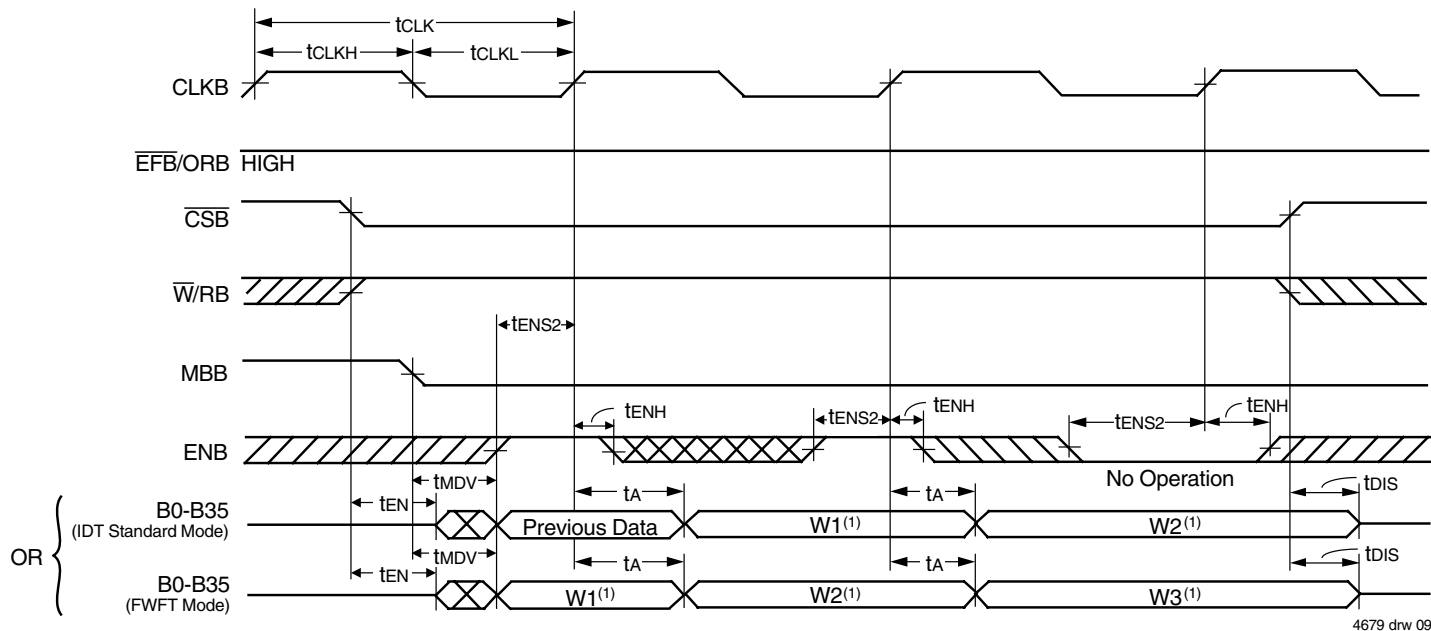 tCLK
tCLKH tCLKL
CLKB
EFB/ORB HIGH
CSB
W/RB
tENS2
MBB
tENH tENS2 tENH tENS2 tENH
ENB
No Operation
tMDV
tEN tA tA tDIS
B0-B35
(IDT Standard Mode)
Previous Data W1(1) W2(1)
OR
tMDV
tEN tA tA tDIS
B0-B35
(FWFT Mode)
W1(1) W2(1) W3(1)
4679 drw 09